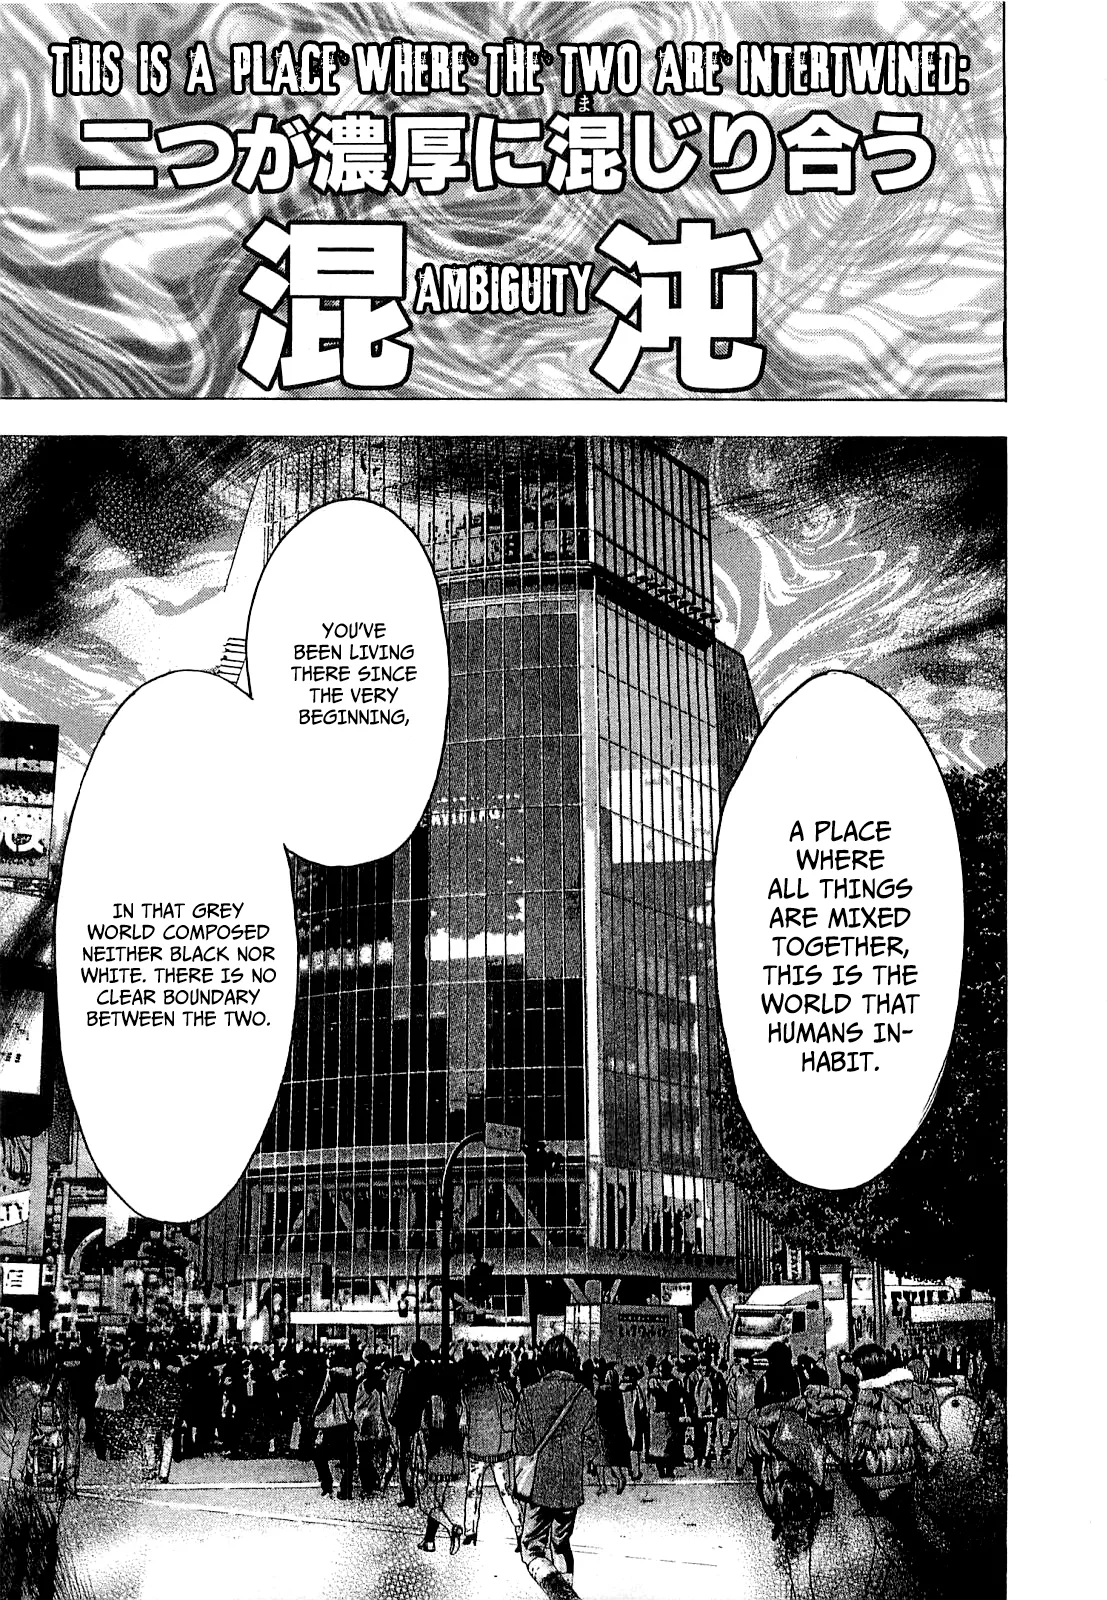 THIS IS A PLACE WHERE THE TWO ARE INTERTWINED:
二つが濃厚に混じり合う
ま
混沌
AMBIGUITY
A PLACE
WHERE
ALL THINGS
ARE MIXED
TOGETHER,
THIS IS THE
WORLD THAT
HUMANS IN-
HABIT.
YOU'VE
BEEN LIVING
THERE SINCE
THE VERY
BEGINNING,
IN THAT GREY
WORLD COMPOSED
NEITHER BLACK NOR
WHITE. THERE IS NO
CLEAR BOUNDARY
BETWEEN THE TWO.